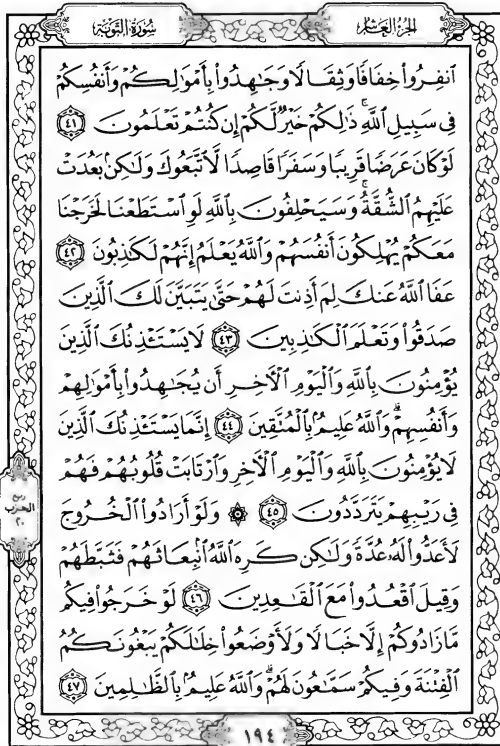 الجزء العاشر
سورة التوبة
ٱنفِرُوا۟ خِفَافًا وَثِقَالًا وَجَٰهِدُوا۟ بِأَمْوَٰلِكُمْ وَأَنفُسِكُمْ
فِى سَبِيلِ ٱللَّهِ ۚ ذَٰلِكُمْ خَيْرٌ لَّكُمْ إِن كُنتُمْ تَعْلَمُونَ ٤١
لَوْ كَانَ عَرَضًا قَرِيبًا وَسَفَرًا قَاصِدًا لَّٱتَّبَعُوكَ وَلَٰكِنۢ بَعُدَتْ
عَلَيْهِمُ ٱلشُّقَّةُ ۚ وَسَيَحْلِفُونَ بِٱللَّهِ لَوِ ٱسْتَطَعْنَا لَخَرَجْنَا
مَعَكُمْ يُهْلِكُونَ أَنفُسَهُمْ وَٱللَّهُ يَعْلَمُ إِنَّهُمْ لَكَٰذِبُونَ ٤٢
عَفَا ٱللَّهُ عَنكَ لِمَ أَذِنتَ لَهُمْ حَتَّىٰ يَتَبَيَّنَ لَكَ ٱلَّذِينَ
صَدَقُوا۟ وَتَعْلَمَ ٱلْكَٰذِبِينَ ٤٣ لَا يَسْتَـْٔذِنُكَ ٱلَّذِينَ
يُؤْمِنُونَ بِٱللَّهِ وَٱلْيَوْمِ ٱلْـَٔاخِرِ أَن يُجَٰهِدُوا۟ بِأَمْوَٰلِهِمْ
وَأَنفُسِهِمْ ۗ وَٱللَّهُ عَلِيمٌۢ بِٱلْمُتَّقِينَ ٤٤ إِنَّمَا يَسْتَـْٔذِنُكَ ٱلَّذِينَ
لَا يُؤْمِنُونَ بِٱللَّهِ وَٱلْيَوْمِ ٱلْـَٔاخِرِ وَٱرْتَابَتْ قُلُوبُهُمْ فَهُمْ
فِى رَيْبِهِمْ يَتَرَدَّدُونَ ٤٥ ۞ وَلَوْ أَرَادُوا۟ ٱلْخُرُوجَ
لَأَعَدُّوا۟ لَهُۥ عُدَّةً وَلَٰكِن كَرِهَ ٱللَّهُ ٱنۢبِعَاثَهُمْ فَثَبَّطَهُمْ
وَقِيلَ ٱقْعُدُوا۟ مَعَ ٱلْقَٰعِدِينَ ٤٦ لَوْ خَرَجُوا۟ فِيكُم
مَّا زَادُوكُمْ إِلَّا خَبَالًا وَلَأَوْضَعُوا۟ خِلَٰلَكُمْ يَبْغُونَكُمُ
ٱلْفِتْنَةَ وَفِيكُمْ سَمَّٰعُونَ لَهُمْ ۗ وَٱللَّهُ عَلِيمٌۢ بِٱلظَّٰلِمِينَ ٤٧
ربع
الحزب
٢٠
١٩٤